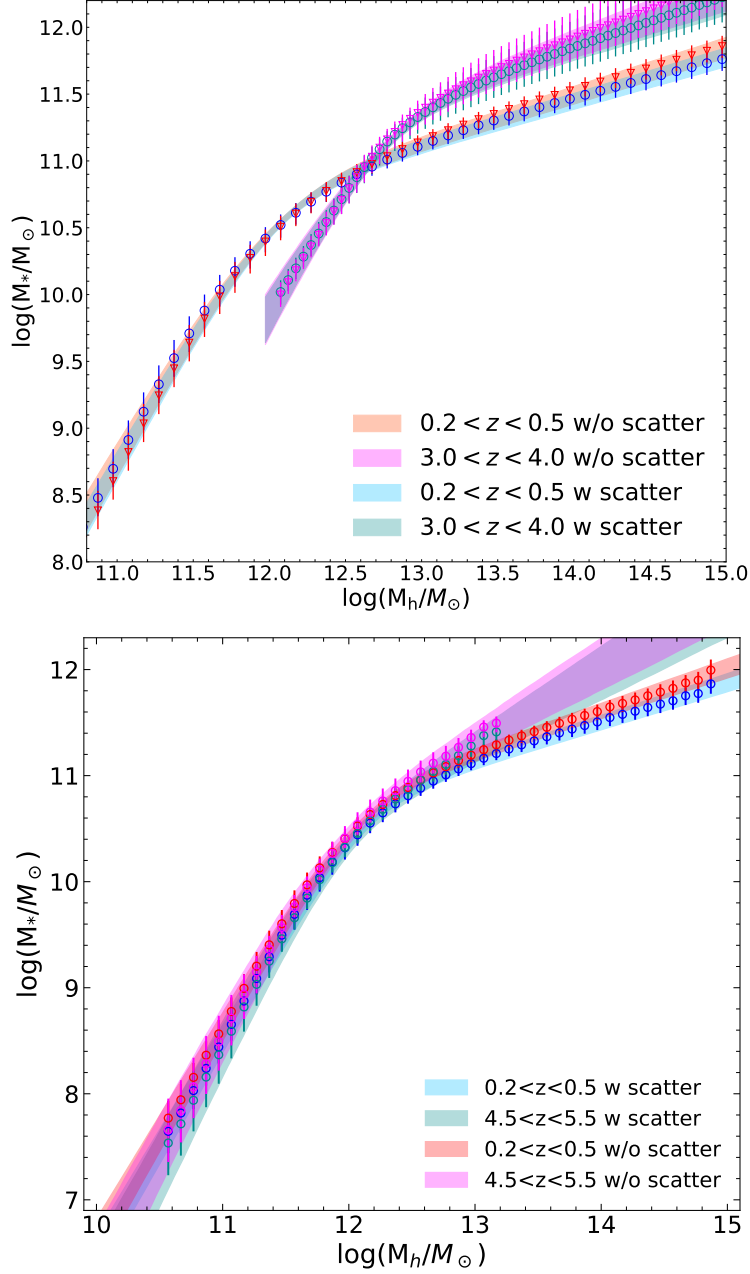 12.0
11.5
11.0
10.5
10.0
9.5
9.0
8.5
8.0
log(M*/M⊙)
0.2 < z < 0.5 w/o scatter
3.0 < z < 4.0 w/o scatter
0.2 < z < 0.5 w scatter
3.0 < z < 4.0 w scatter
11.0 11.5 12.0 12.5 13.0 13.5 14.0 14.5 15.0
log(Mh/M⊙)
12
11
10
9
8
7
log(M*/M⊙)
0.2<z<0.5 w scatter
4.5<z<5.5 w scatter
0.2<z<0.5 w/o scatter
4.5<z<5.5 w/o scatter
10 11 12 13 14 15
log(Mh/M⊙)